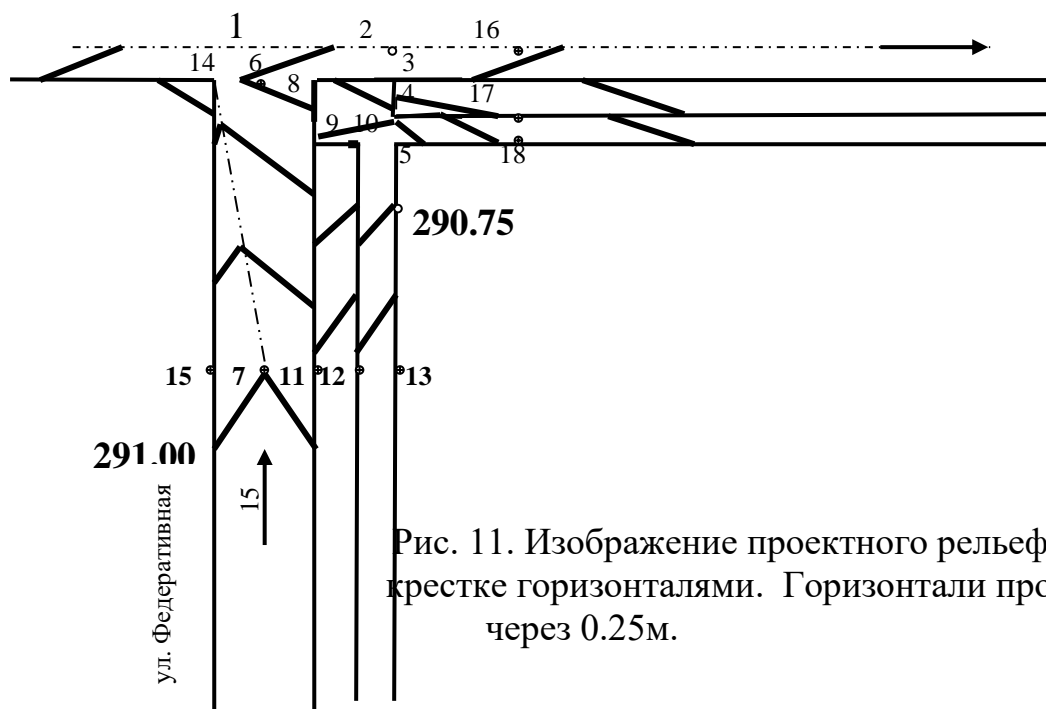 1 2 16
14 6 3
8 4 17
9 10
5 18
290.75
15 7 11 12 13
291.00
15
ул. Федеративная
Рис. 11. Изображение проектного рельеф
крестке горизонталями. Горизонтали про
через 0.25м.